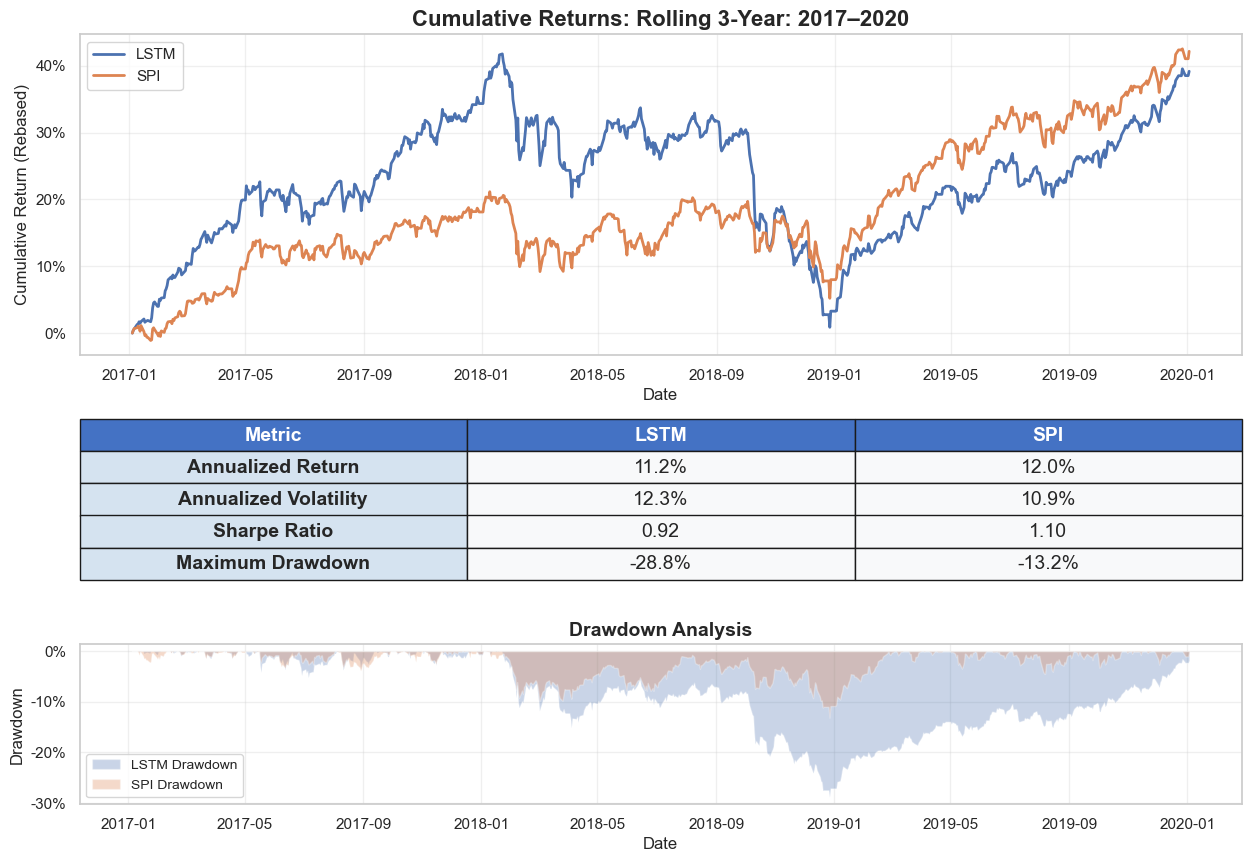 Cumulative Returns: Rolling 3-Year: 2017–2020
LSTM
SPI
Cumulative Return (Rebased)
40%
30%
20%
10%
0%
2017-01 2017-05 2017-09 2018-01 2018-05 2018-09 2019-01 2019-05 2019-09 2020-01
Date
Metric LSTM SPI
Annualized Return 11.2% 12.0%
Annualized Volatility 12.3% 10.9%
Sharpe Ratio 0.92 1.10
Maximum Drawdown -28.8% -13.2%
Drawdown Analysis
Drawdown
0%
-10%
-20%
-30%
LSTM Drawdown
SPI Drawdown
2017-01 2017-05 2017-09 2018-01 2018-05 2018-09 2019-01 2019-05 2019-09 2020-01
Date